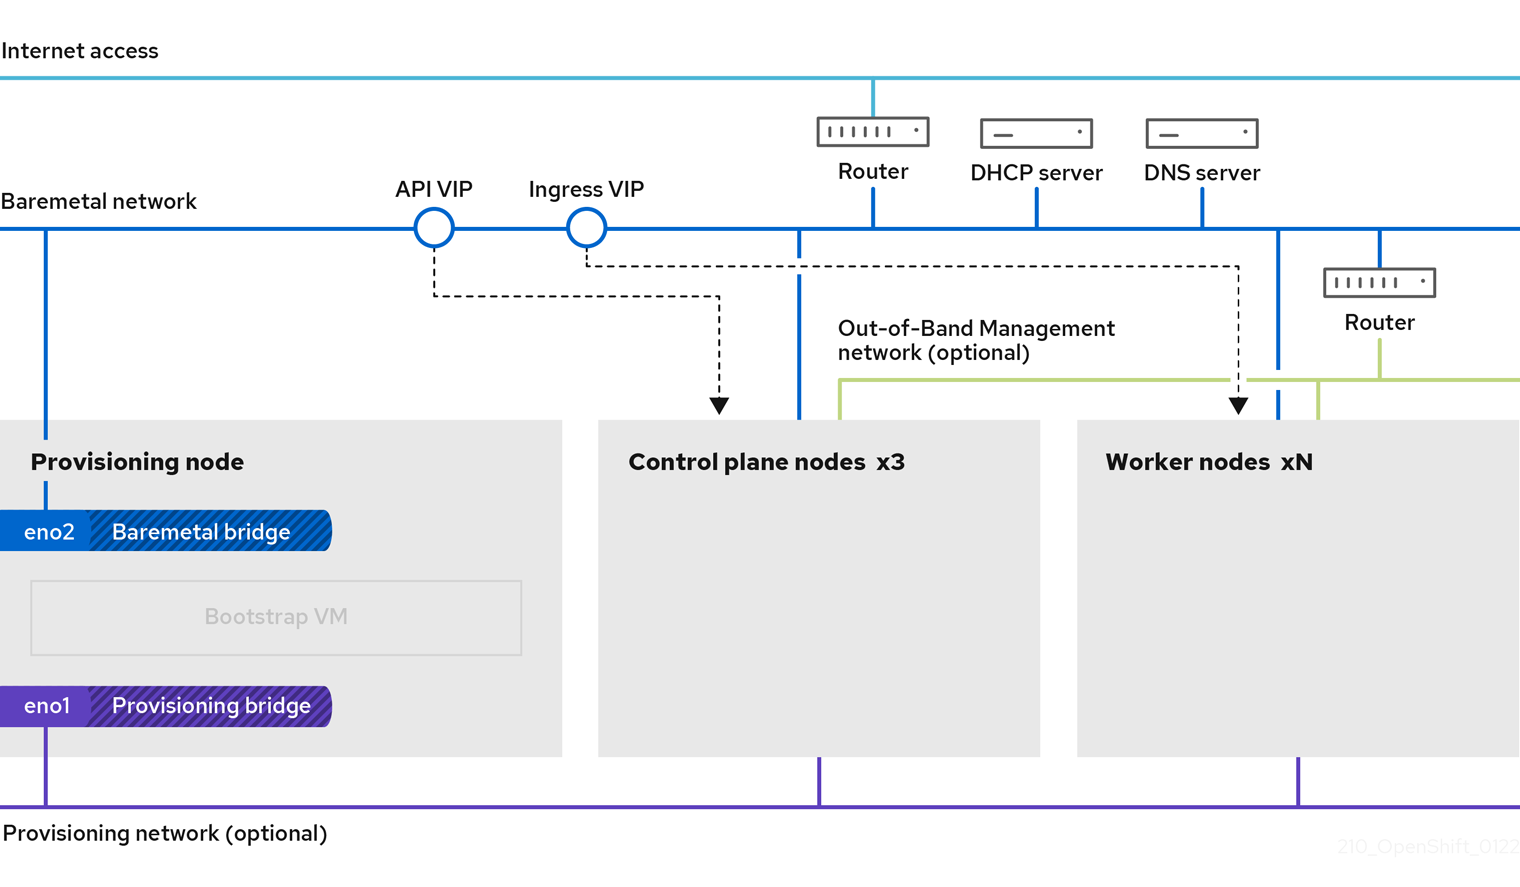 Internet access
Router
DHCP server
DNS server
API VIP
Ingress VIP
Baremetal network
Router
Out-of-Band Management
network (optional)
Provisioning node
Control plane nodes x3
Worker nodes xN
eno2
Baremetal bridge
Bootstrap VM
eno1
Provisioning bridge
Provisioning network (optional)
210_OpenShift_0122